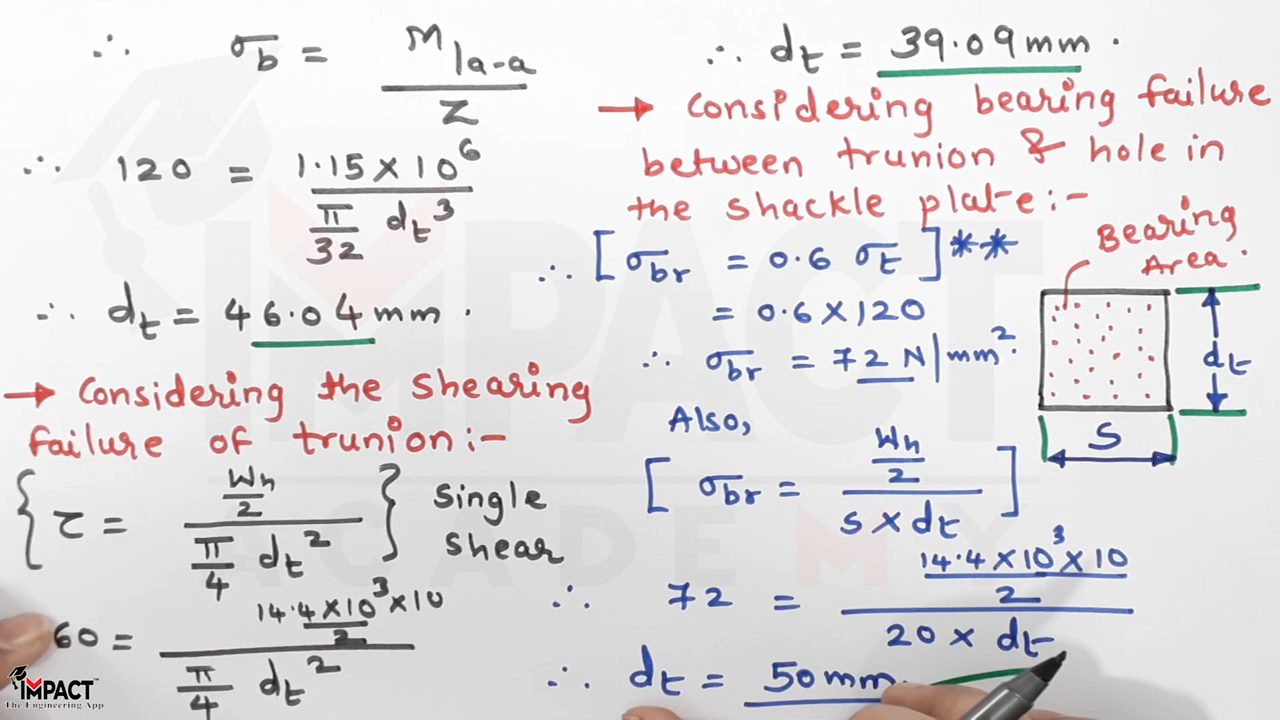 ∴ σb = M|a-a / Z
∴ 120 = 1.15 × 10^6 / (π/32 dt^3)
∴ dt = 46.04 mm.
→ Considering the shearing
failure of trunion:-
{ τ = (Wh/2) / (π/4 dt^2) } Single
shear
60 = (14.4×10^3×10 / 2) / (π/4 dt^2)
∴ dt = 39.09 mm.
→ Considering bearing failure
between trunion & hole in
the shackle plate:-
∴ [σbr = 0.6 σt]**
= 0.6 × 120
∴ σbr = 72 N|mm^2.
Also,
[σbr = (Wh/2) / (s × dt)]
∴ 72 = (14.4×10^3×10 / 2) / (20 × dt)
∴ dt = 50mm.
Bearing
Area.
dt
S
IMPACT
ACADEMY
IMPACT™
The Engineering App